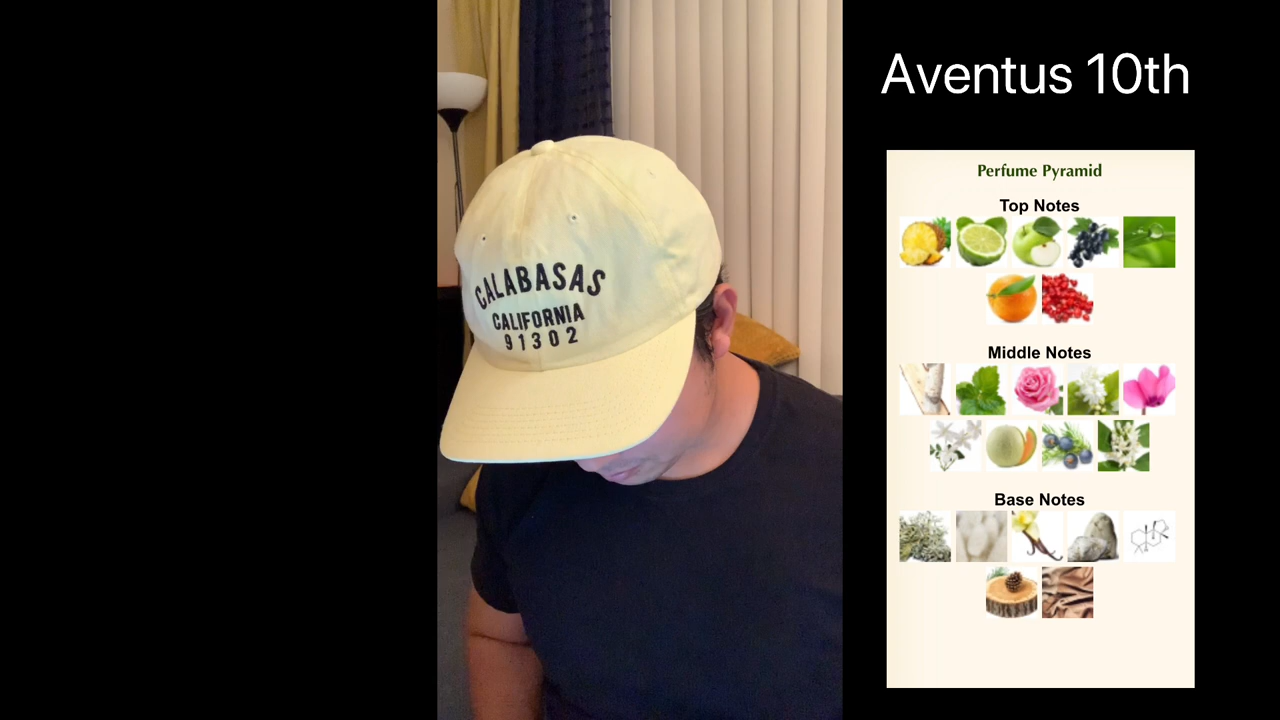 Aventus 10th
Perfume Pyramid
Top Notes
Middle Notes
Base Notes
CALABASAS
CALIFORNIA
91302